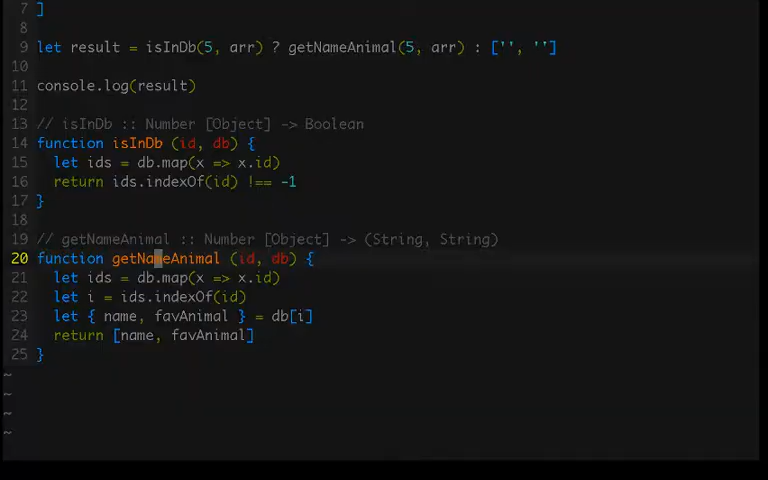 7 ]
8
9 let result = isInDb(5, arr) ? getNameAnimal(5, arr) : ['', '']
10
11 console.log(result)
12
13 // isInDb :: Number [Object] -> Boolean
14 function isInDb (id, db) {
15   let ids = db.map(x => x.id)
16   return ids.indexOf(id) !== -1
17 }
18
19 // getNameAnimal :: Number [Object] -> (String, String)
20 function getNameAnimal (id, db) {
21   let ids = db.map(x => x.id)
22   let i = ids.indexOf(id)
23   let { name, favAnimal } = db[i]
24   return [name, favAnimal]
25 }
~
~
~
~